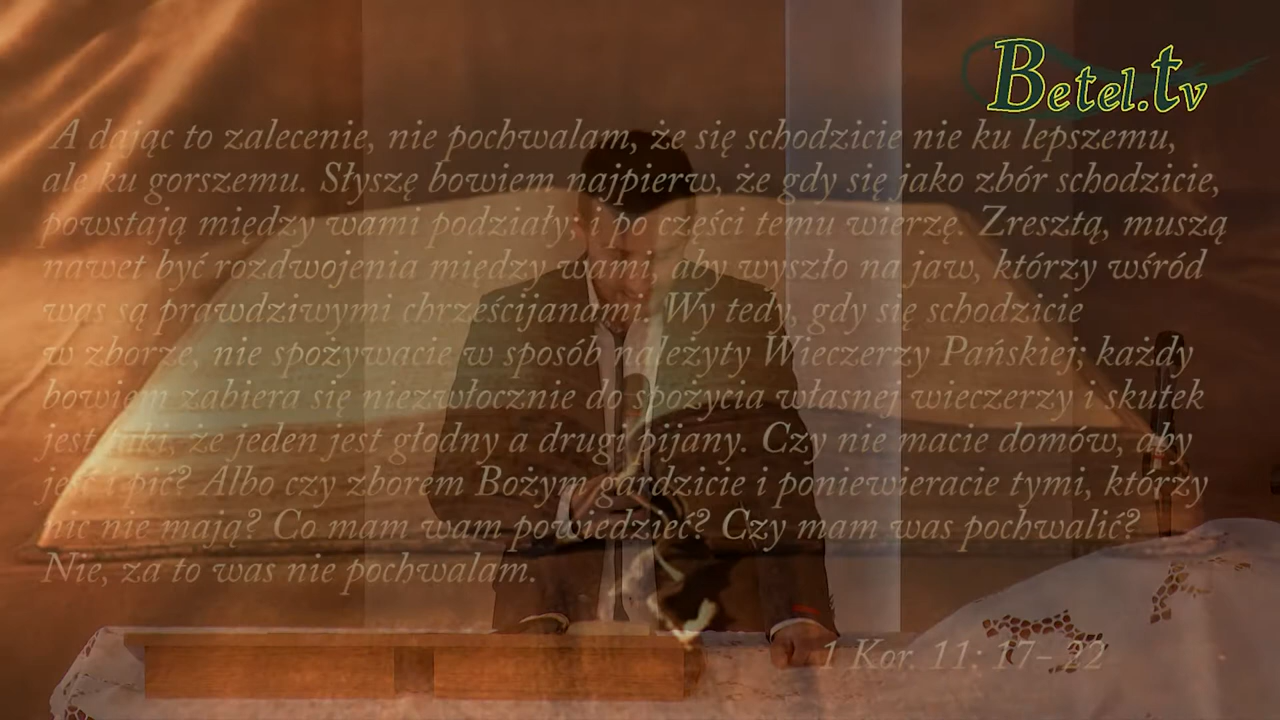 Betel.tv
A dając to zalecenie, nie pochwalam, że się schodzicie nie ku lepszemu,
ale ku gorszemu. Słyszę bowiem najpierw, że gdy się jako zbór schodzicie,
powstają między wami podziały; i po części temu wierzę. Zresztą, muszą
nawet być rozdwojenia między wami, aby wyszło na jaw, którzy wśród
was są prawdziwymi chrześcijanami. Wy tedy, gdy się schodzicie
w zborze, nie spożywacie w sposób należyty Wieczerzy Pańskiej; każdy
bowiem zabiera się niezwłocznie do spożycia własnej wieczerzy i skutek
jest taki, że jeden jest głodny a drugi pijany. Czy nie macie domów, aby
jeść i pić? Albo czy zborem Bożym gardzicie i poniewieracie tymi, którzy
nic nie mają? Co mam wam powiedzieć? Czy mam was pochwalić?
Nie, za to was nie pochwalam.
1 Kor. 11: 17- 22